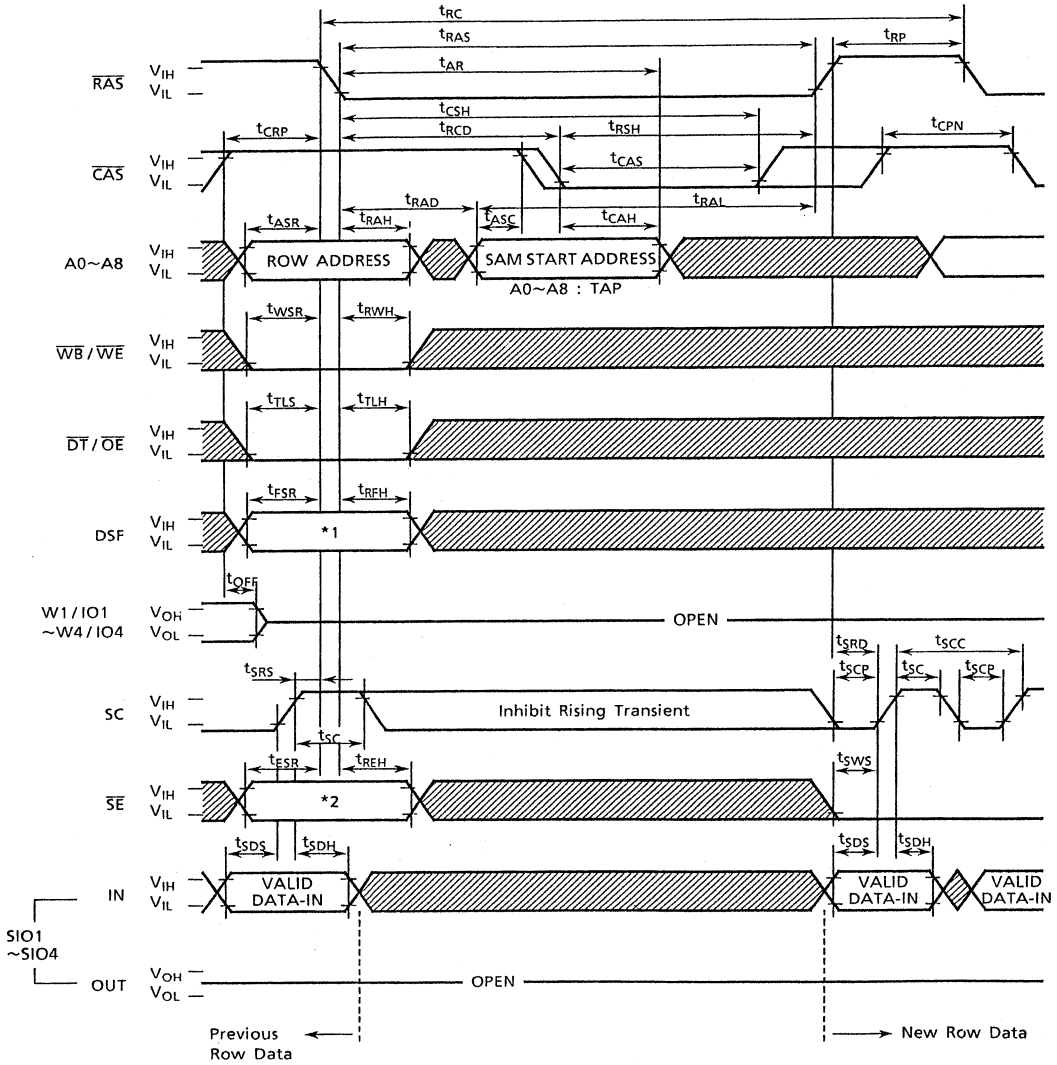 tRC
tRAS
tRP
tAR
RAS
VIH
VIL
tCSH
tCRP
tRCD
tRSH
tCPN
CAS
VIH
VIL
tCAS
tRAD
tRAL
tASR
tRAH
tASC
tCAH
A0~A8
VIH
VIL
ROW ADDRESS
SAM START ADDRESS
A0~A8 : TAP
tWSR
tRWH
WB/WE
VIH
VIL
tTLS
tTLH
DT/OE
VIH
VIL
tFSR
tRFH
DSF
VIH
VIL
*1
tOFF
W1/IO1
~W4/IO4
VOH
VOL
OPEN
tSRD
tSCC
tSRS
tSCP
tSC
tSCP
SC
VIH
VIL
Inhibit Rising Transient
tSC
tESR
tREH
tSWS
SE
VIH
VIL
*2
tSDS
tSDH
tSDS
tSDH
IN
VIH
VIL
VALID
DATA-IN
VALID
DATA-IN
VALID
DATA-IN
SIO1
~SIO4
OUT
VOH
VOL
OPEN
Previous
Row Data
New Row Data